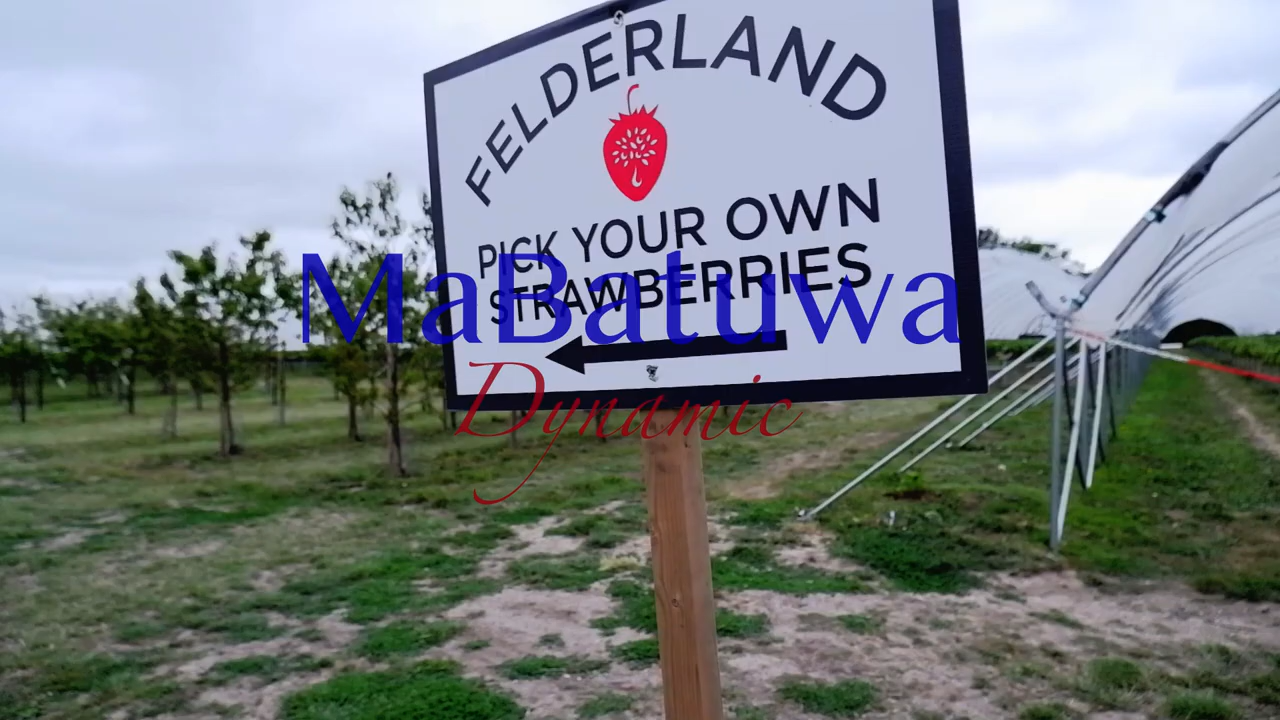 FELDERLAND
PICK YOUR OWN
STRAWBERRIES
MaBatuwa
Dynamic